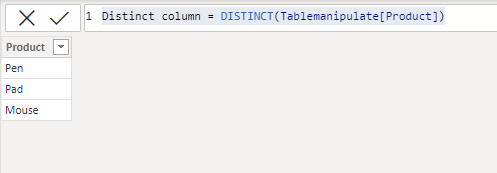 1 Distinct column = DISTINCT(Tablemanipulate[Product])
Product
Pen
Pad
Mouse